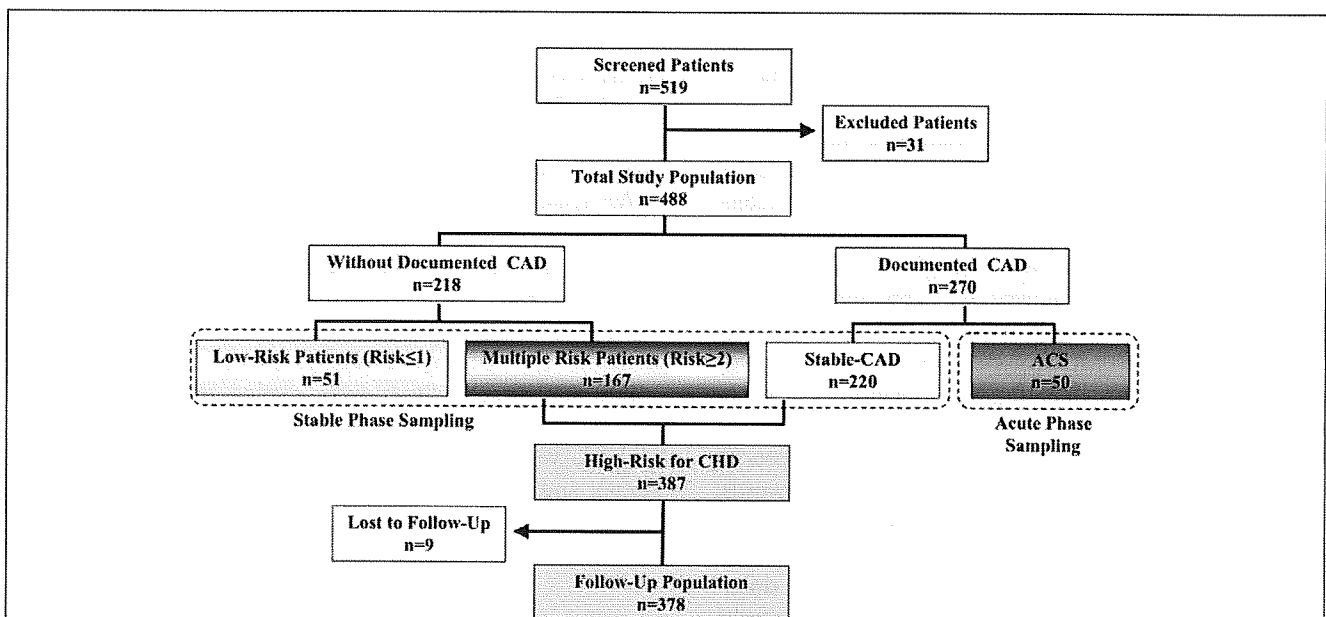 Screened Patients
n=519
Excluded Patients
n=31
Total Study Population
n=488
Without Documented CAD
n=218
Documented CAD
n=270
Low-Risk Patients (Risk≤1)
n=51
Multiple Risk Patients (Risk≥2)
n=167
Stable-CAD
n=220
ACS
n=50
Stable Phase Sampling
Acute Phase
Sampling
High-Risk for CHD
n=387
Lost to Follow-Up
n=9
Follow-Up Population
n=378